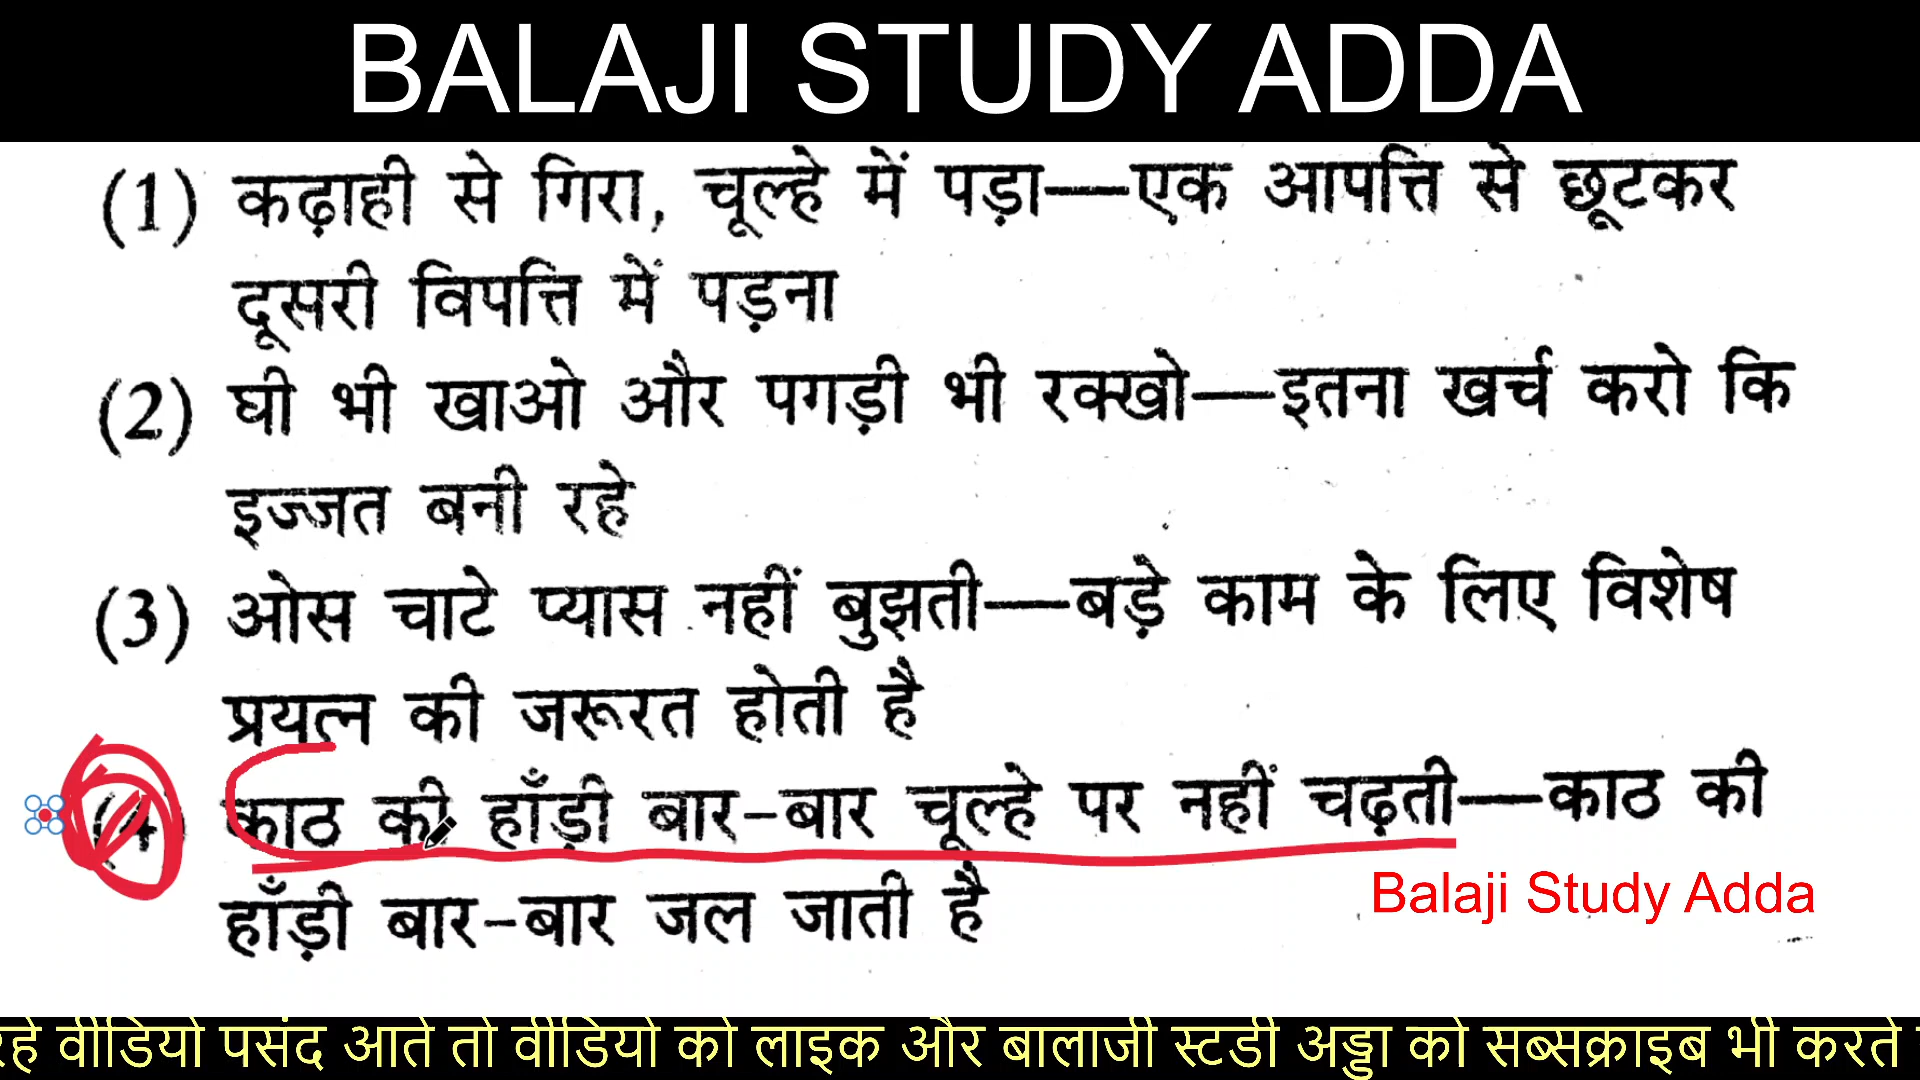 BALAJI STUDY ADDA
(1) कढ़ाही से गिरा, चूल्हे में पड़ा—एक आपत्ति से छूटकर
दूसरी विपत्ति में पड़ना
(2) घी भी खाओ और पगड़ी भी रक्खो—इतना खर्च करो कि
इज्जत बनी रहे
(3) ओस चाटे प्यास नहीं बुझती—बड़े काम के लिए विशेष
प्रयत्न की जरूरत होती है
(4) काठ की हाँड़ी बार-बार चूल्हे पर नहीं चढ़ती—काठ की
हाँड़ी बार-बार जल जाती है
Balaji Study Adda
रहे वीडियो पसंद आते तो वीडियो को लाइक और बालाजी स्टडी अड्डा को सब्सक्राइब भी करते